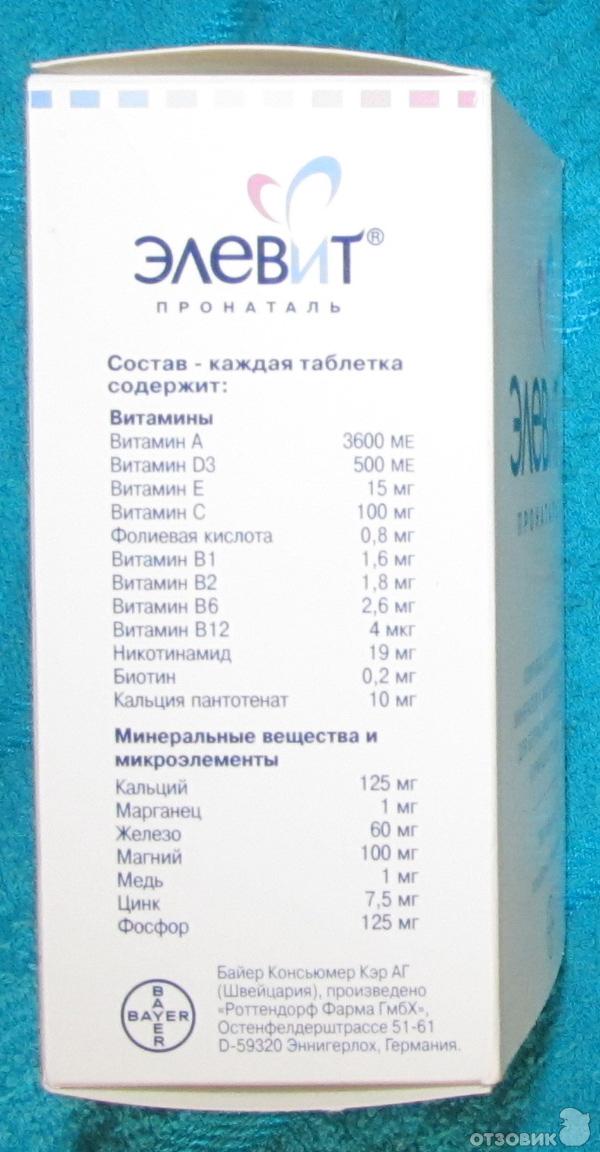 ЭЛЕВИТ®
ПРОНАТАЛЬ
Состав - каждая таблетка
содержит:
Витамины
Витамин А 3600 МЕ
Витамин D3 500 МЕ
Витамин Е 15 мг
Витамин С 100 мг
Фолиевая кислота 0,8 мг
Витамин В1 1,6 мг
Витамин В2 1,8 мг
Витамин В6 2,6 мг
Витамин В12 4 мкг
Никотинамид 19 мг
Биотин 0,2 мг
Кальция пантотенат 10 мг
Минеральные вещества и
микроэлементы
Кальций 125 мг
Марганец 1 мг
Железо 60 мг
Магний 100 мг
Медь 1 мг
Цинк 7,5 мг
Фосфор 125 мг
BAYER
BAYER
Байер Консьюмер Кэр АГ
(Швейцария), произведено
«Роттендорф Фарма ГмбХ»,
Остенфелдерштрассе 51-61
D-59320 Эннигерлох, Германия.
ЭЛЕВИТ
ПРОНАТАЛЬ
ОТЗОВИК